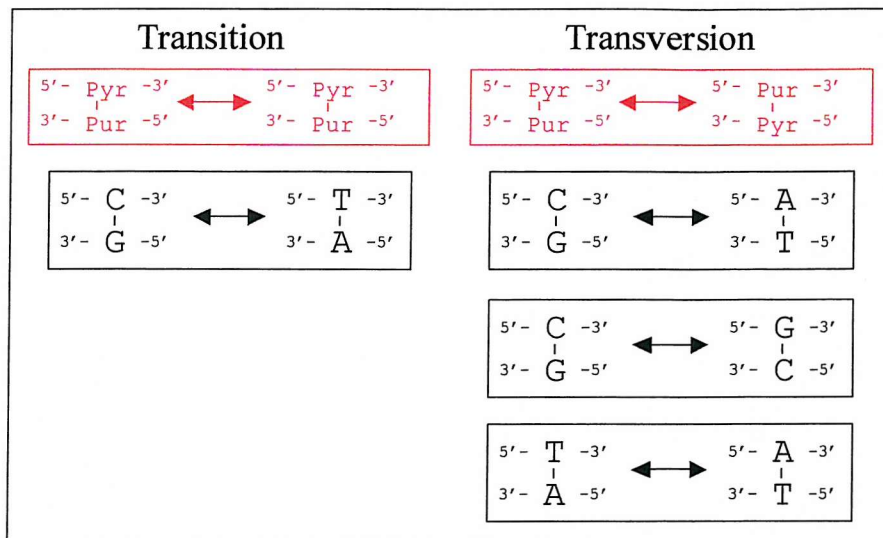 Transition
5'- Pyr -3' 5'- Pyr -3'
3'- Pur -5' 3'- Pur -5'
5'- C -3' 5'- T -3'
3'- G -5' 3'- A -5'
Transversion
5'- Pyr -3' 5'- Pur -3'
3'- Pur -5' 3'- Pyr -5'
5'- C -3' 5'- A -3'
3'- G -5' 3'- T -5'
5'- C -3' 5'- G -3'
3'- G -5' 3'- C -5'
5'- T -3' 5'- A -3'
3'- A -5' 3'- T -5'